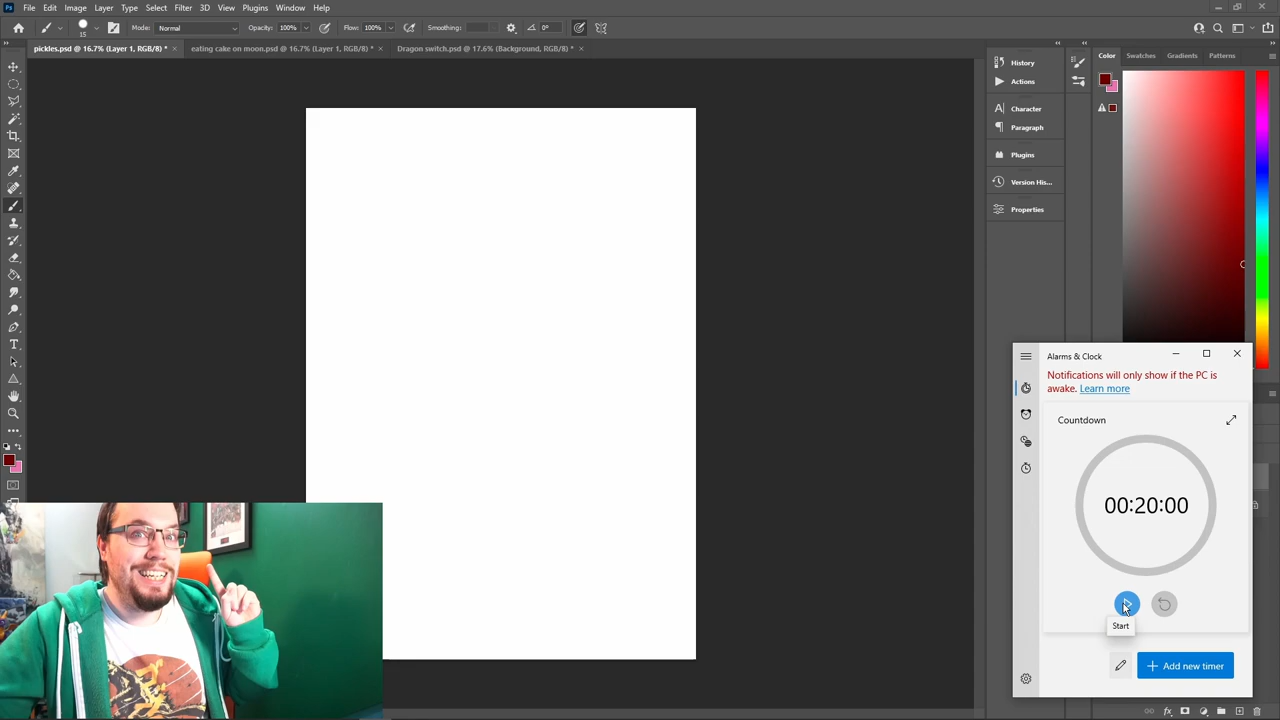 Ps File Edit Image Layer Type Select Filter 3D View Plugins Window Help
15 Mode: Normal Opacity: 100% Flow: 100% Smoothing: 0°
pickles.psd @ 16.7% (Layer 1, RGB/8) * × eating cake on moon.psd @ 16.7% (Layer 1, RGB/8) * × Dragon switch.psd @ 17.6% (Background, RGB/8) * ×
History
Actions
Character
Paragraph
Plugins
Version His...
Properties
Color Swatches Gradients Patterns
Alarms & Clock
Notifications will only show if the PC is
awake. Learn more
Countdown
00:20:00
Start
Add new timer